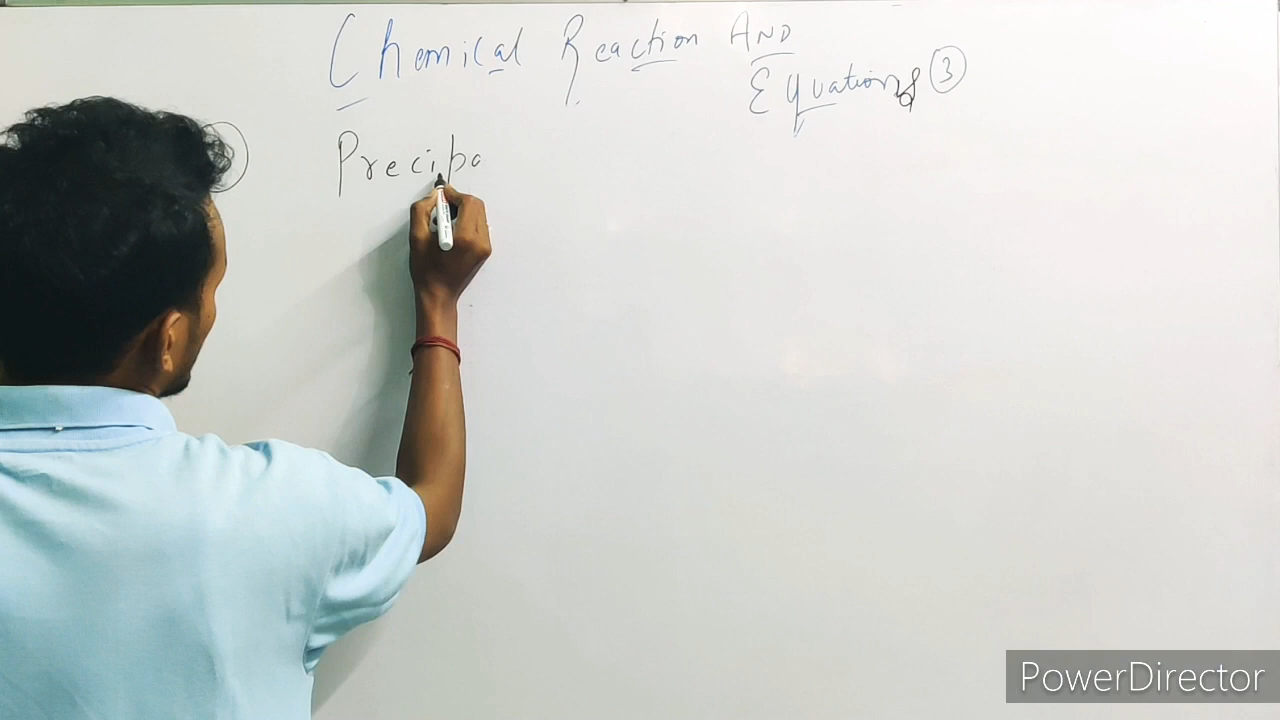 Chemical Reaction AND
Equations ③
Precipa
PowerDirector